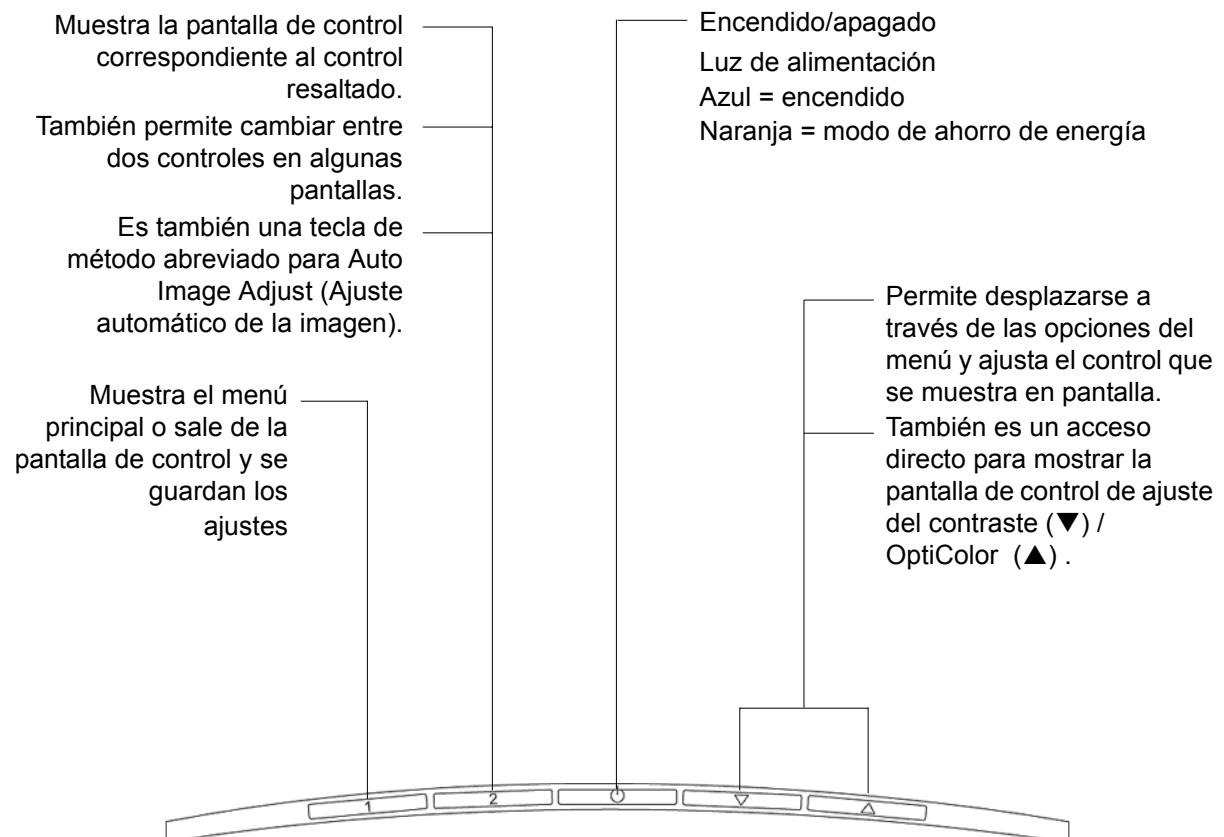 Muestra la pantalla de control
correspondiente al control
resaltado.
También permite cambiar entre
dos controles en algunas
pantallas.
Es también una tecla de
método abreviado para Auto
Image Adjust (Ajuste
automático de la imagen).
Muestra el menú
principal o sale de la
pantalla de control y se
guardan los
ajustes
Encendido/apagado
Luz de alimentación
Azul = encendido
Naranja = modo de ahorro de energía
Permite desplazarse a
través de las opciones del
menú y ajusta el control que
se muestra en pantalla.
También es un acceso
directo para mostrar la
pantalla de control de ajuste
del contraste (▼) /
OptiColor (▲) .
1 2 ▽ △